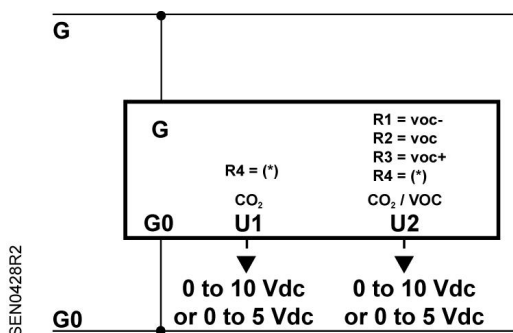 G
G
R1 = voc-
R2 = voc
R3 = voc+
R4 = (*)
R4 = (*)
CO₂
CO₂ / VOC
G0
U1
U2
0 to 10 Vdc
or 0 to 5 Vdc
0 to 10 Vdc
or 0 to 5 Vdc
G0
SEN0428R2